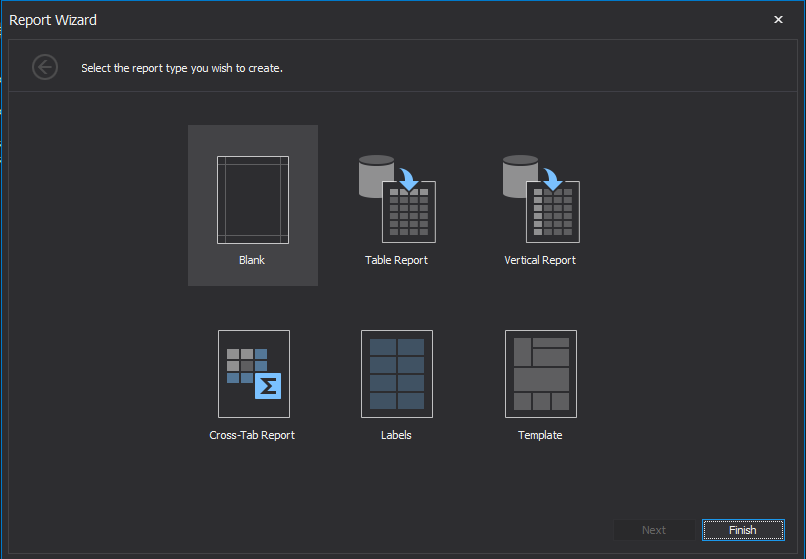 Report Wizard
Select the report type you wish to create.
Blank
Table Report
Vertical Report
Cross-Tab Report
Labels
Template
Next
Finish